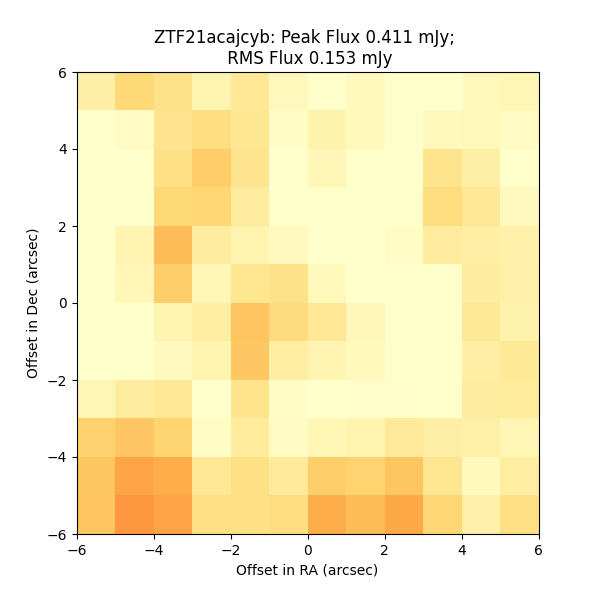 ZTF21acajcyb: Peak Flux 0.411 mJy;
RMS Flux 0.153 mJy
6
4
2
0
−2
−4
−6
Offset in Dec (arcsec)
−6 −4 −2 0 2 4 6
Offset in RA (arcsec)